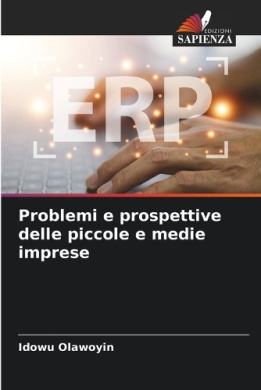 EDIZIONI
SAPIENZA
ERP
Problemi e prospettive
delle piccole e medie
imprese
Idowu Olawoyin